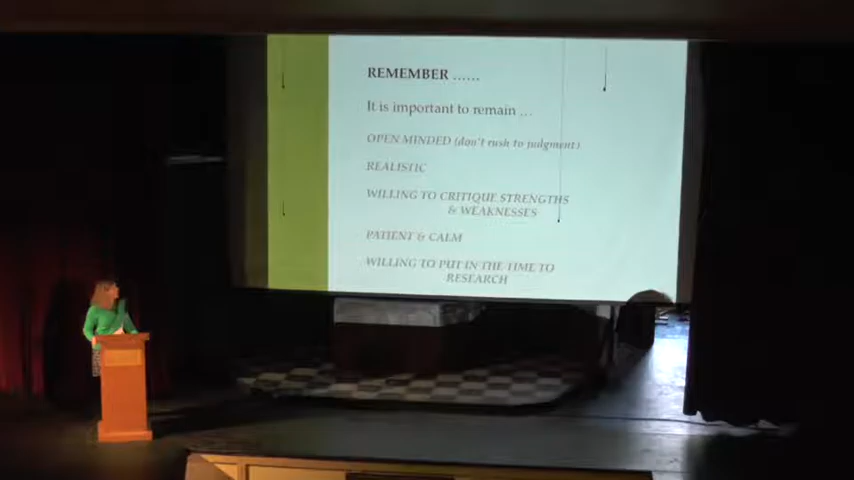 REMEMBER ......
It is important to remain ...
OPEN MINDED (don't rush to judgment)
REALISTIC
WILLING TO CRITIQUE STRENGTHS
& WEAKNESSES
PATIENT & CALM
WILLING TO PUT IN THE TIME TO
RESEARCH